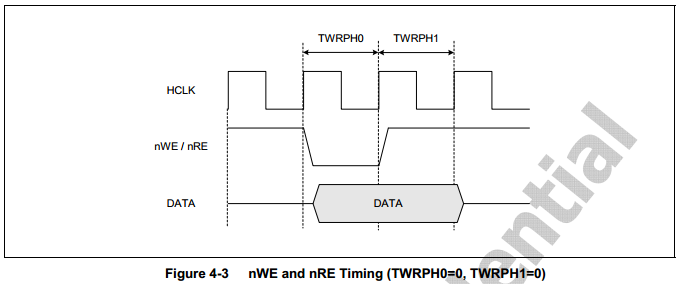 TWRPH0 TWRPH1
HCLK
nWE / nRE
DATA DATA
Figure 4-3 nWE and nRE Timing (TWRPH0=0, TWRPH1=0)